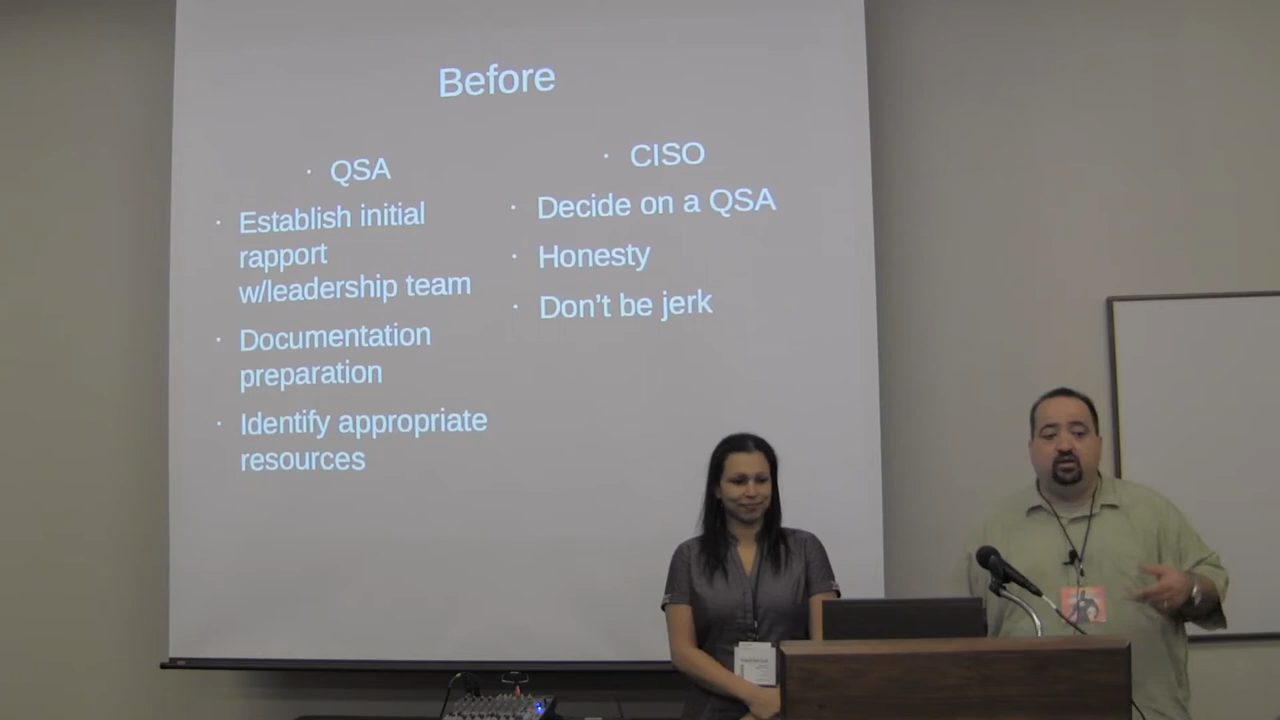 Before
· QSA
· Establish initial
rapport
w/leadership team
· Documentation
preparation
· Identify appropriate
resources
· CISO
· Decide on a QSA
· Honesty
· Don't be jerk